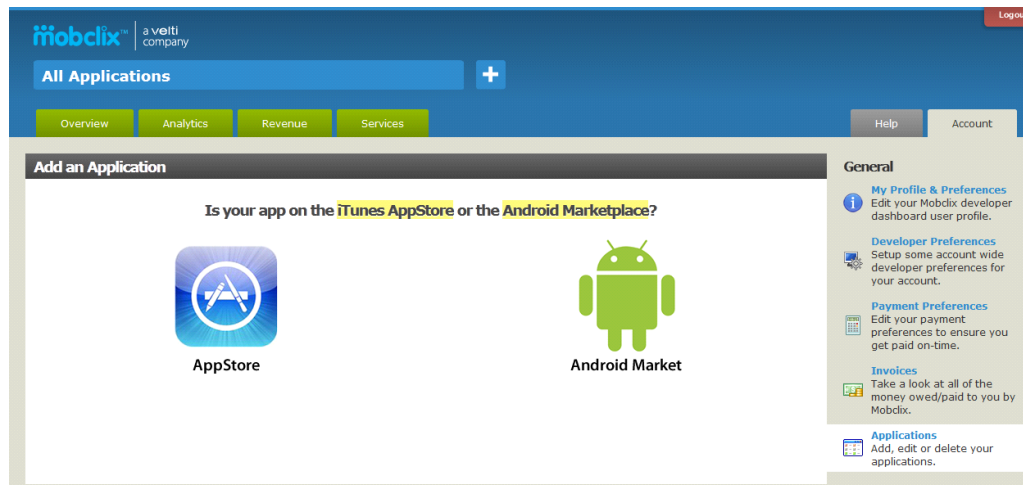 Logou
mobclix™ a velti
company
All Applications +
Overview Analytics Revenue Services Help Account
Add an Application
Is your app on the iTunes AppStore or the Android Marketplace?
AppStore
Android Market
General
My Profile & Preferences
Edit your Mobclix developer
dashboard user profile.
Developer Preferences
Setup some account wide
developer preferences for
your account.
Payment Preferences
Edit your payment
preferences to ensure you
get paid on-time.
Invoices
Take a look at all of the
money owed/paid to you by
Mobclix.
Applications
Add, edit or delete your
applications.